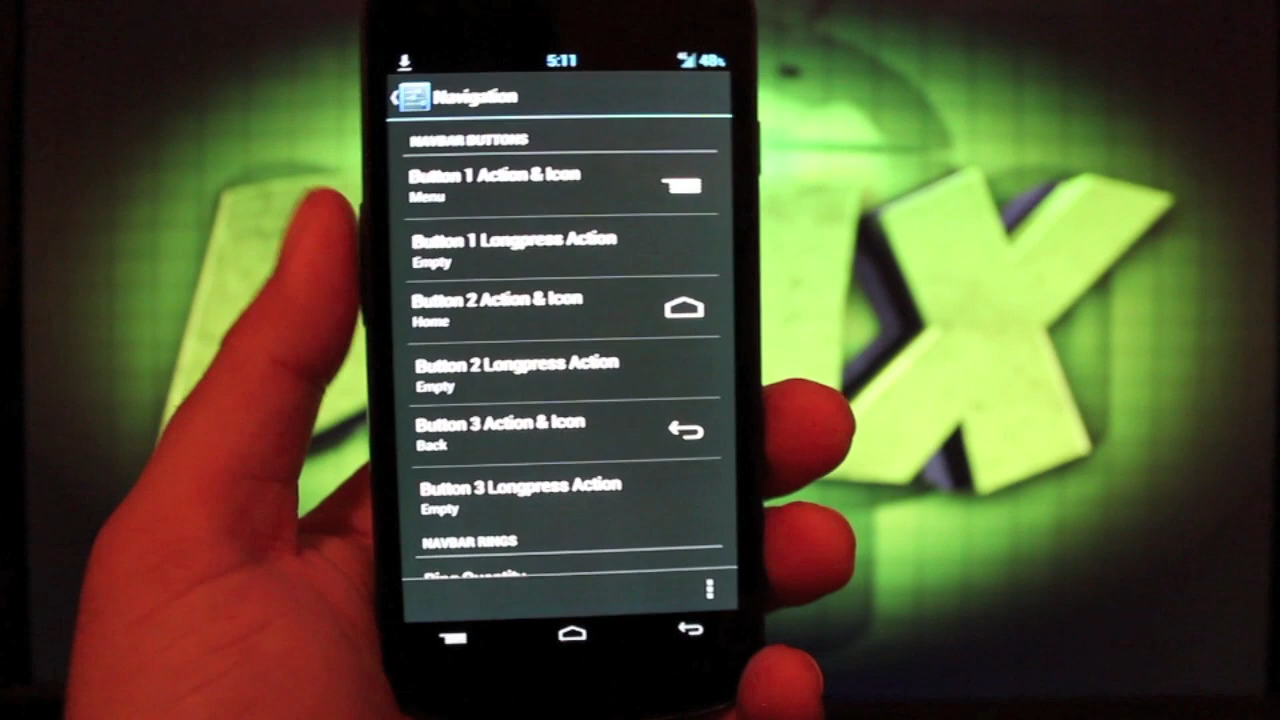 5:11
48%
Navigation
NAVBAR BUTTONS
Button 1 Action & Icon
Menu
Button 1 Longpress Action
Empty
Button 2 Action & Icon
Home
Button 2 Longpress Action
Empty
Button 3 Action & Icon
Back
Button 3 Longpress Action
Empty
NAVBAR RINGS
Ring Quantity
X